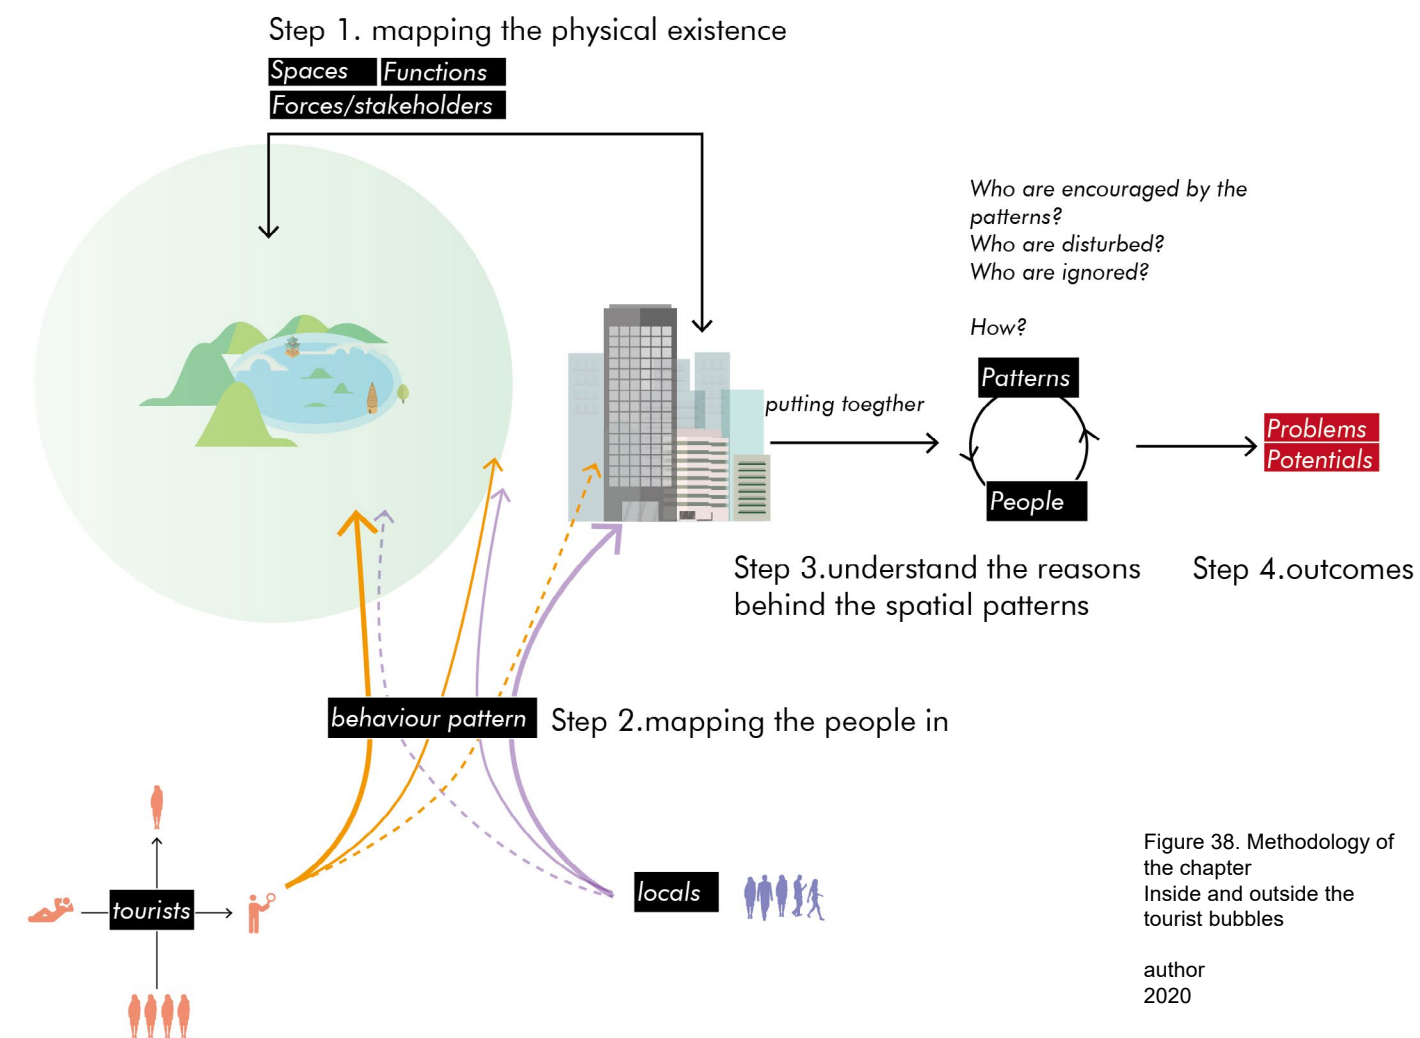 Step 1. mapping the physical existence
Spaces Functions
Forces/stakeholders
Who are encouraged by the
patterns?
Who are disturbed?
Who are ignored?
How?
Patterns
putting toegther
People
Problems
Potentials
Step 3.understand the reasons
behind the spatial patterns
Step 4.outcomes
behaviour pattern
Step 2.mapping the people in
tourists
locals
Figure 38. Methodology of
the chapter
Inside and outside the
tourist bubbles
author
2020